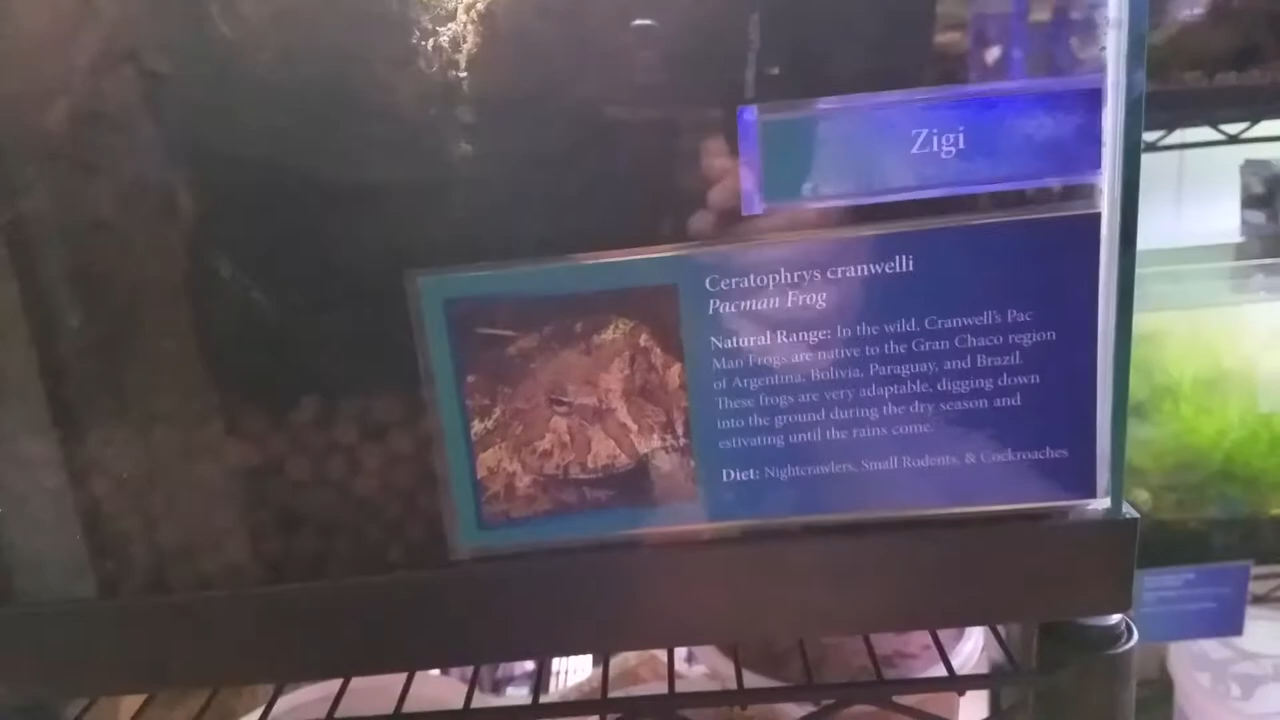 Zigi
Ceratophrys cranwelli
Pacman Frog
Natural Range: In the wild, Cranwell's Pac
Man Frogs are native to the Gran Chaco region
of Argentina, Bolivia, Paraguay, and Brazil.
These frogs are very adaptable, digging down
into the ground during the dry season and
estivating until the rains come.
Diet: Nightcrawlers, Small Rodents, & Cockroaches